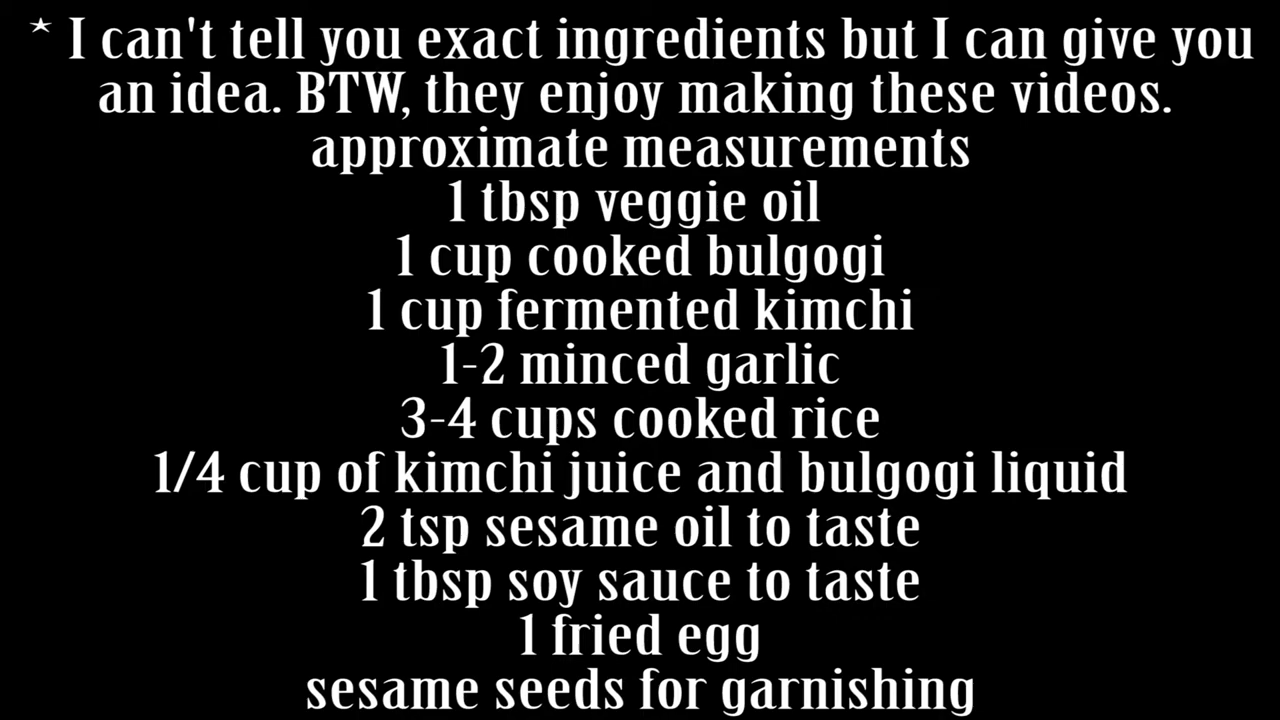 * I can't tell you exact ingredients but I can give you
an idea. BTW, they enjoy making these videos.
approximate measurements
1 tbsp veggie oil
1 cup cooked bulgogi
1 cup fermented kimchi
1-2 minced garlic
3-4 cups cooked rice
1/4 cup of kimchi juice and bulgogi liquid
2 tsp sesame oil to taste
1 tbsp soy sauce to taste
1 fried egg
sesame seeds for garnishing